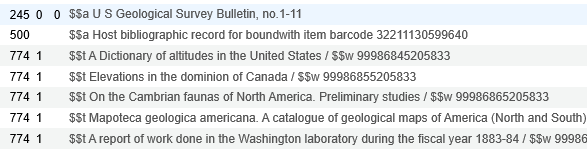 245 0 0 $$a U S Geological Survey Bulletin, no.1-11
500 $$a Host bibliographic record for boundwith item barcode 32211130599640
774 1 $$t A Dictionary of altitudes in the United States / $$w 99986845205833
774 1 $$t Elevations in the dominion of Canada / $$w 99986855205833
774 1 $$t On the Cambrian faunas of North America. Preliminary studies / $$w 99986865205833
774 1 $$t Mapoteca geologica americana. A catalogue of geological maps of America (North and South)
774 1 $$t A report of work done in the Washington laboratory during the fiscal year 1883-84 / $$w 99986